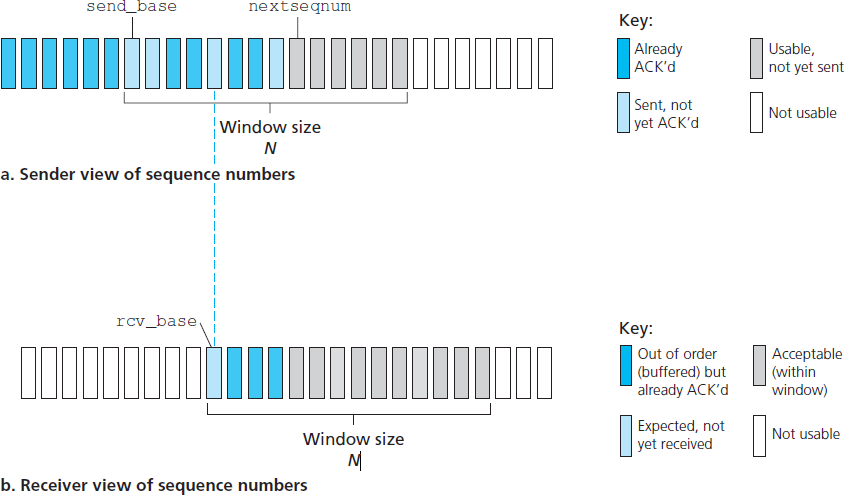 send_base
nextseqnum
Key:
Already
ACK’d
Usable,
not yet sent
Sent, not
yet ACK’d
Not usable
Window size
N
a. Sender view of sequence numbers
rcv_base
Key:
Out of order
(buffered) but
already ACK’d
Acceptable
(within
window)
Expected, not
yet received
Not usable
Window size
N
b. Receiver view of sequence numbers